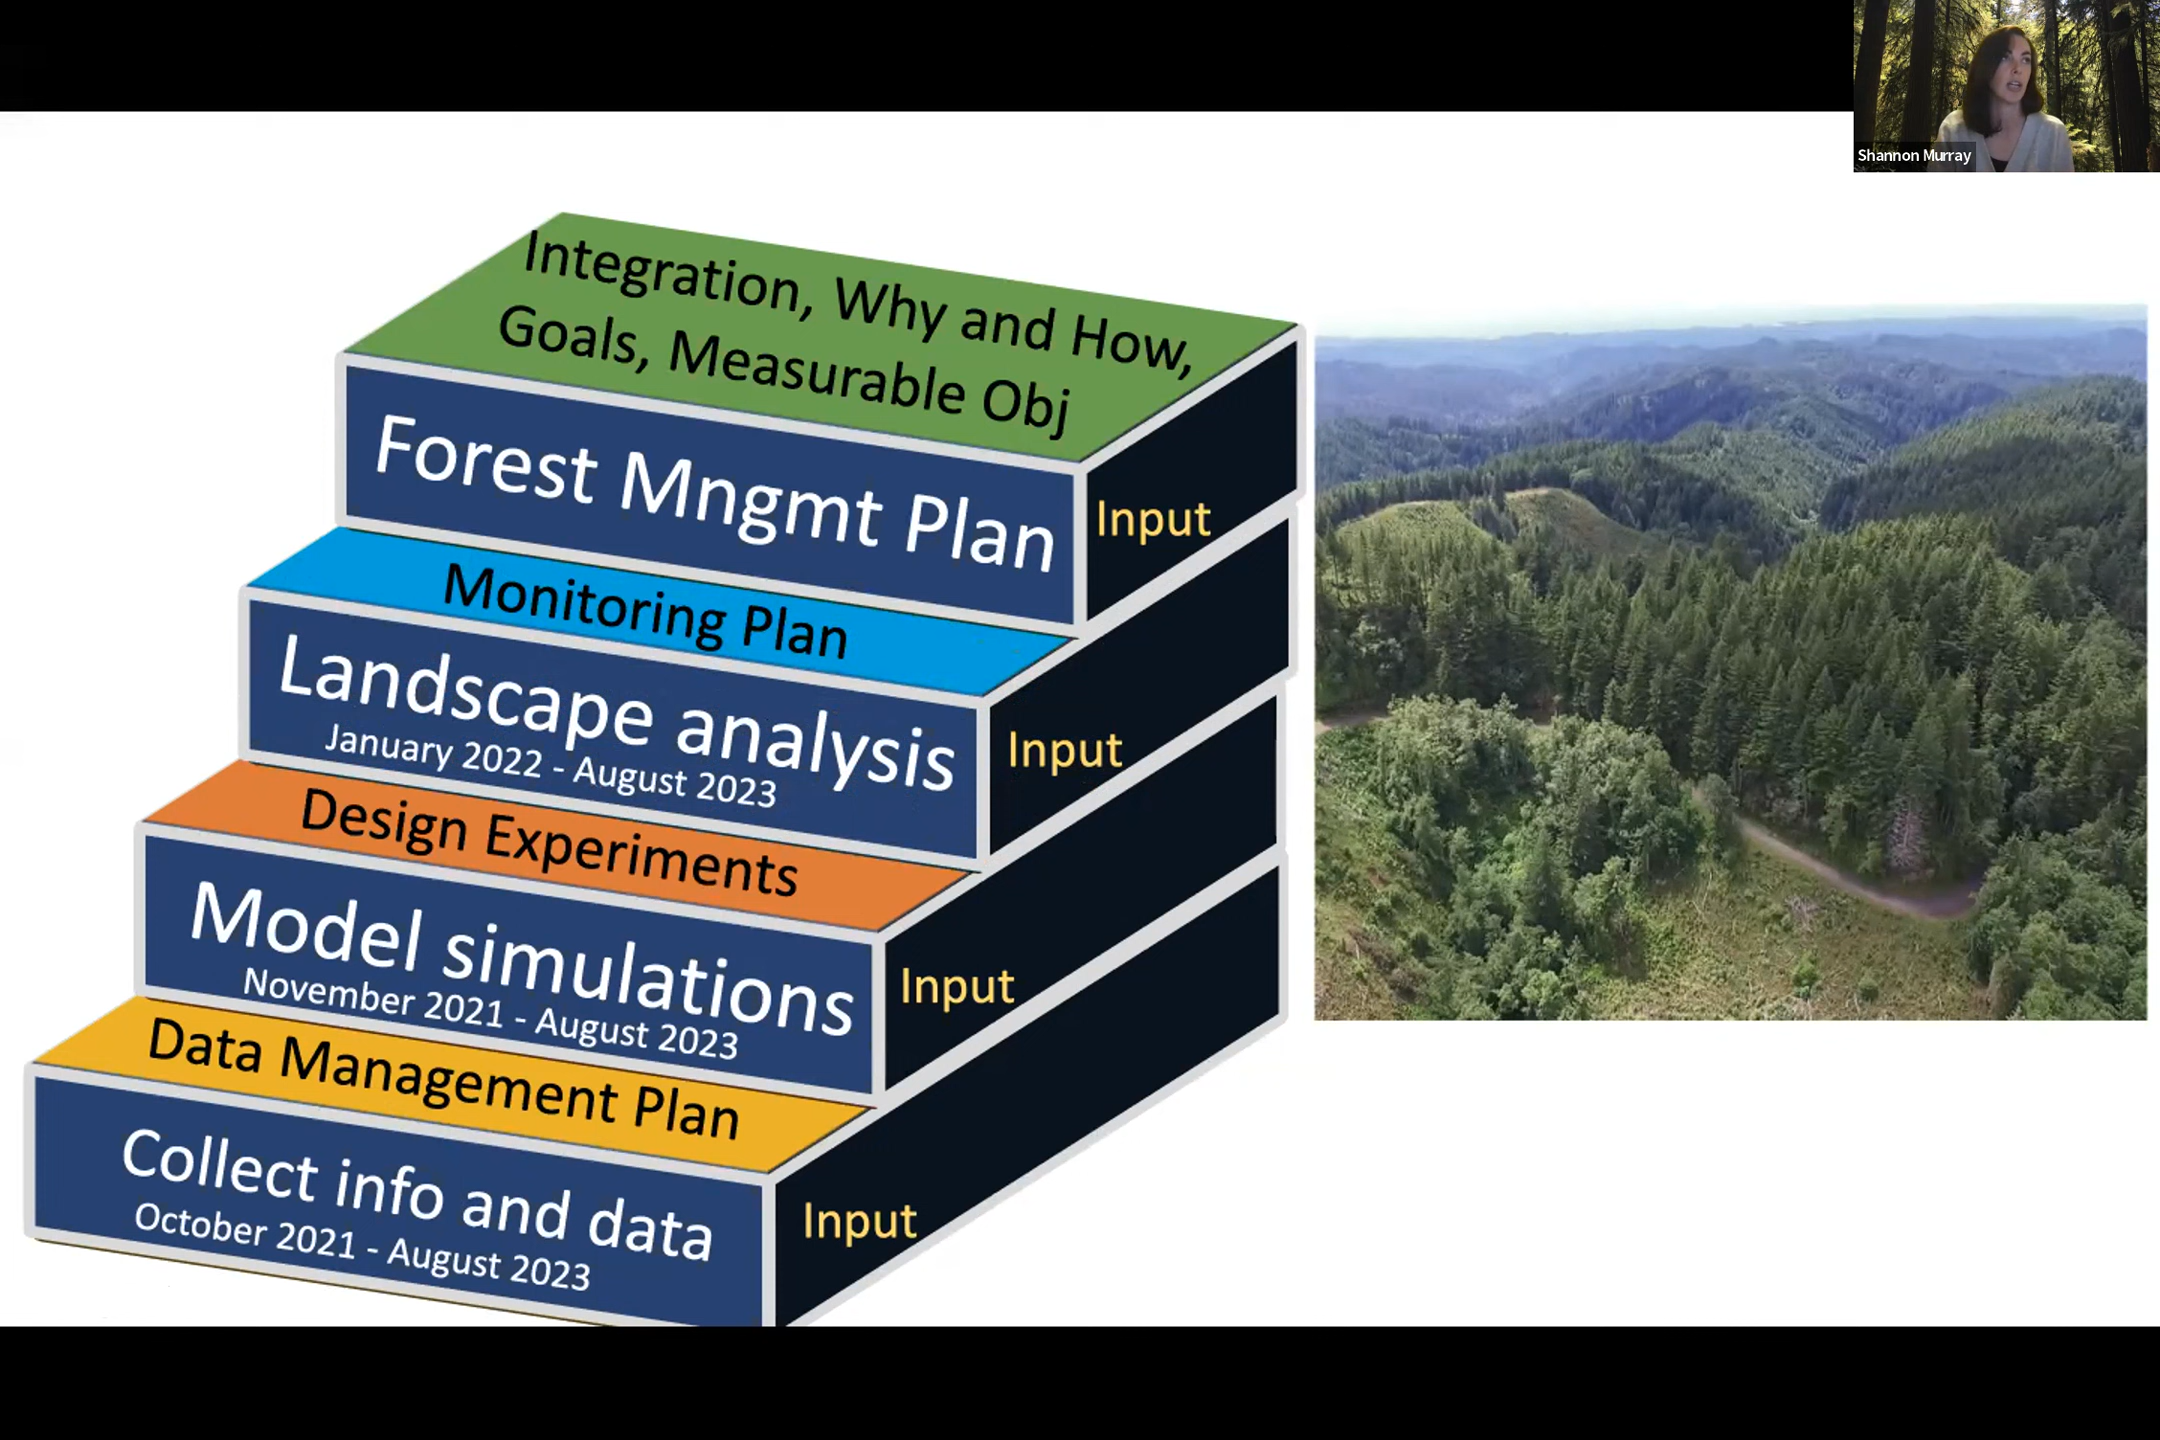 Shannon Murray
Integration, Why and How,
Goals, Measurable Obj
Forest Mngmt Plan
Input
Monitoring Plan
Landscape analysis
January 2022 - August 2023
Input
Design Experiments
Model simulations
November 2021 - August 2023
Input
Data Management Plan
Collect info and data
October 2021 - August 2023
Input